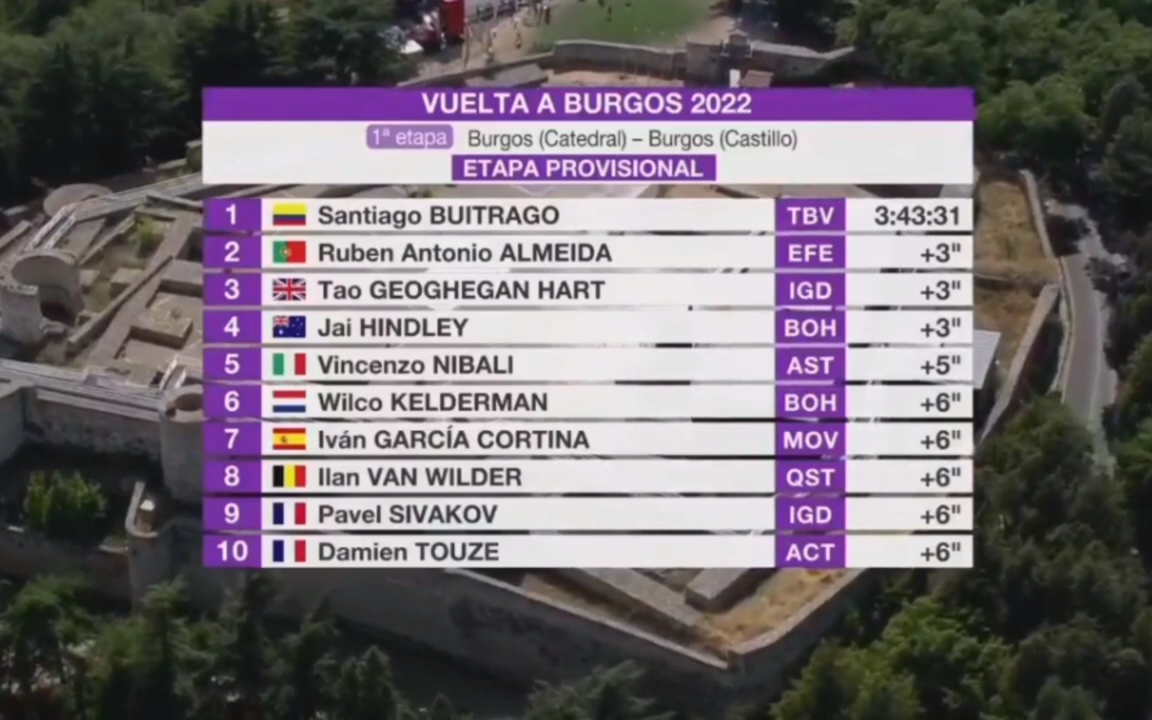 VUELTA A BURGOS 2022
1ª etapa Burgos (Catedral) – Burgos (Castillo)
ETAPA PROVISIONAL
1 Santiago BUITRAGO TBV 3:43:31
2 Ruben Antonio ALMEIDA EFE +3"
3 Tao GEOGHEGAN HART IGD +3"
4 Jai HINDLEY BOH +3"
5 Vincenzo NIBALI AST +5"
6 Wilco KELDERMAN BOH +6"
7 Iván GARCÍA CORTINA MOV +6"
8 Ilan VAN WILDER QST +6"
9 Pavel SIVAKOV IGD +6"
10 Damien TOUZE ACT +6"